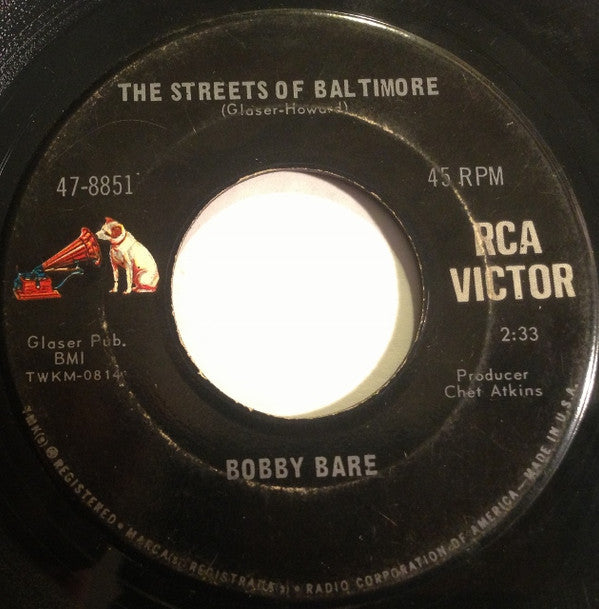 THE STREETS OF BALTIMORE
(Glaser-Howard)
47-8851
45 RPM
RCA
VICTOR
Glaser Pub.
BMI
TWKM-0814
2:33
Producer
Chet Atkins
BOBBY BARE
TMK(s) ® REGISTERED • MARCA(s) REGISTRADA(s) • RADIO CORPORATION OF AMERICA—MADE IN U.S.A.